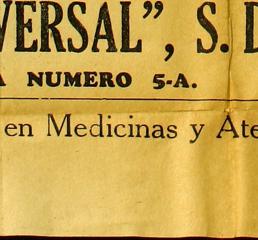 VERSAL”, S. D
A NUMERO 5-A.
en Medicinas y Ate